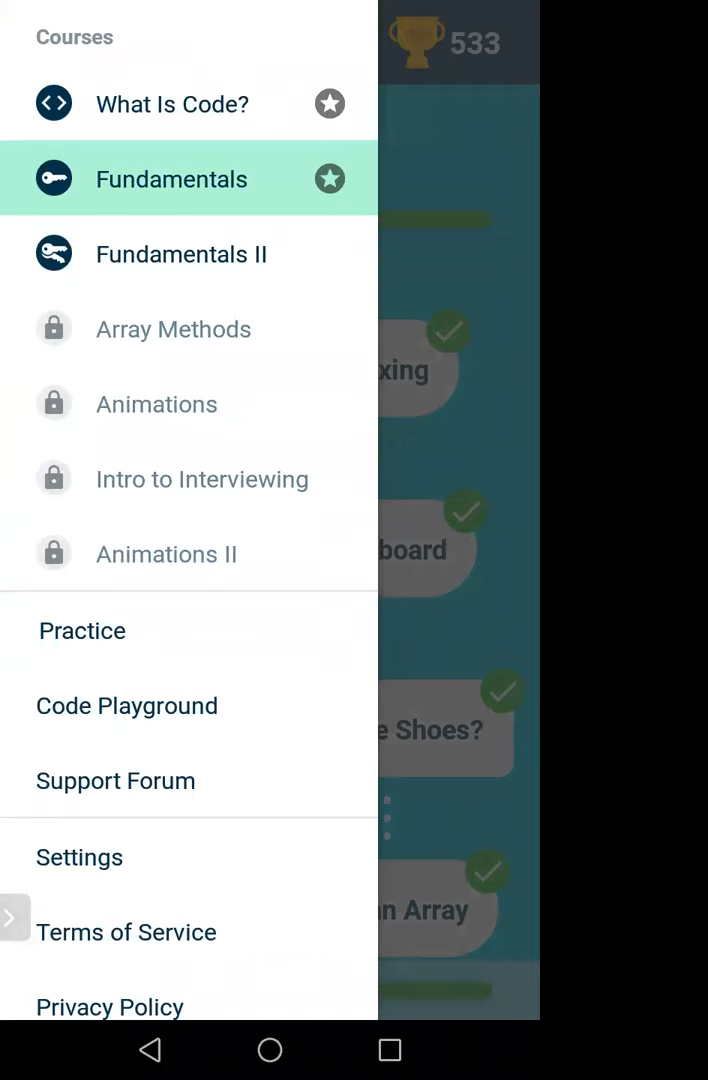 Courses
533
What Is Code?
Fundamentals
Fundamentals II
Array Methods
xing
Animations
Intro to Interviewing
Animations II
board
Practice
Code Playground
e Shoes?
Support Forum
Settings
n Array
Terms of Service
Privacy Policy